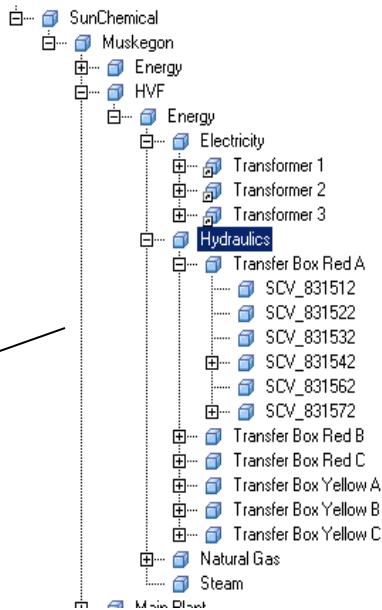 SunChemical
Muskegon
Energy
HVF
Energy
Electricity
Transformer 1
Transformer 2
Transformer 3
Hydraulics
Transfer Box Red A
SCV_831512
SCV_831522
SCV_831532
SCV_831542
SCV_831562
SCV_831572
Transfer Box Red B
Transfer Box Red C
Transfer Box Yellow A
Transfer Box Yellow B
Transfer Box Yellow C
Natural Gas
Steam
Main Plant